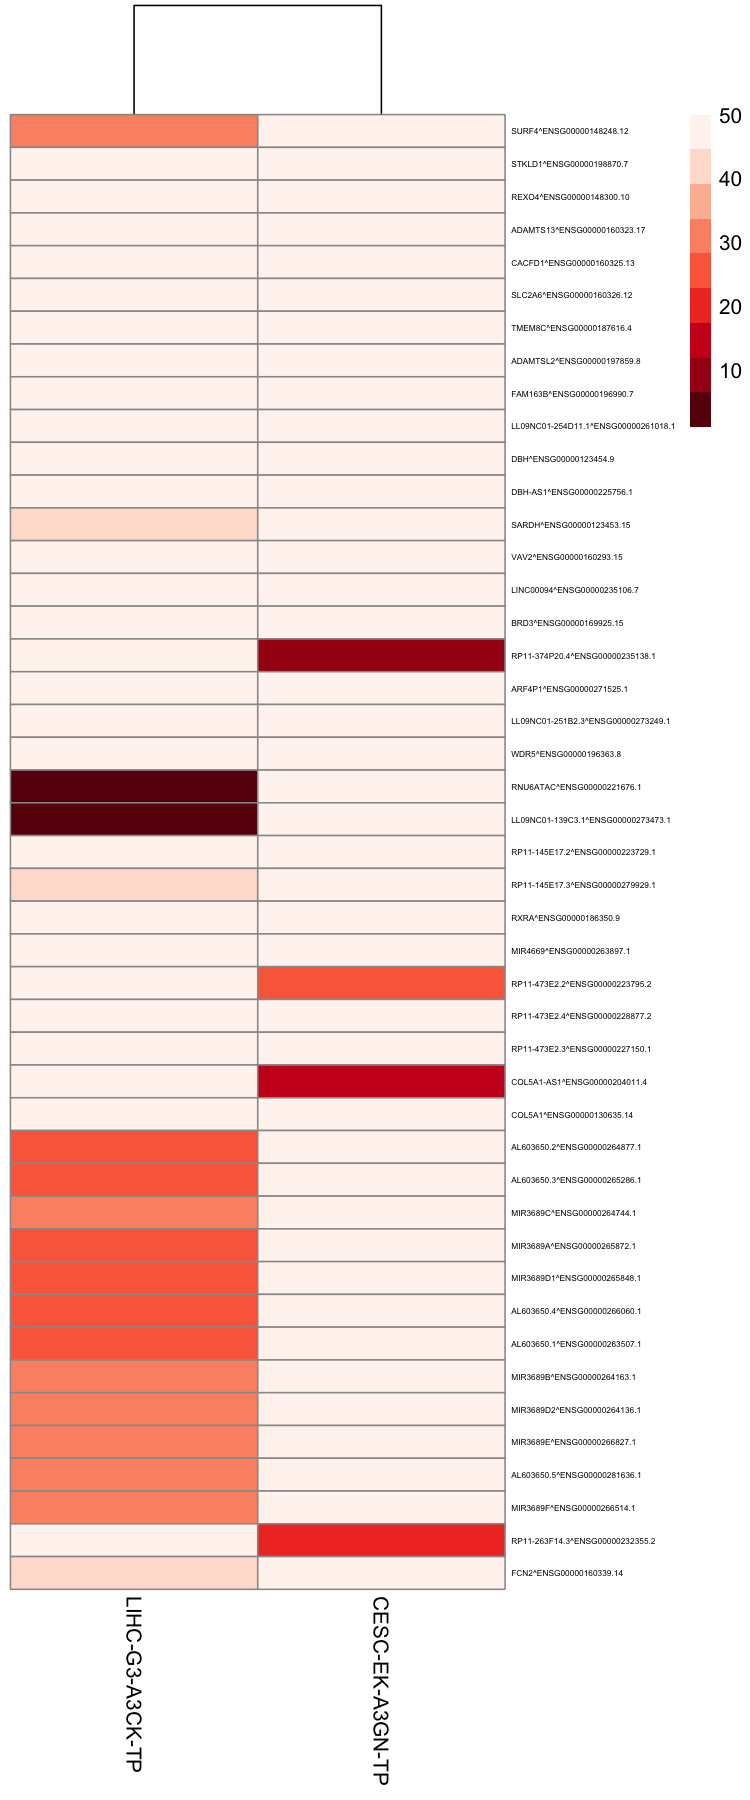 SURF4^ENSG00000148248.12
STKLD1^ENSG00000198870.7
REXO4^ENSG00000148300.10
ADAMTS13^ENSG00000160323.17
CACFD1^ENSG00000160325.13
SLC2A6^ENSG00000160326.12
TMEM8C^ENSG00000187616.4
ADAMTSL2^ENSG00000197859.8
FAM163B^ENSG00000196990.7
LL09NC01-254D11.1^ENSG00000261018.1
DBH^ENSG00000123454.9
DBH-AS1^ENSG00000225756.1
SARDH^ENSG00000123453.15
VAV2^ENSG00000160293.15
LINC00094^ENSG00000235106.7
BRD3^ENSG00000169925.15
RP11-374P20.4^ENSG00000235138.1
ARF4P1^ENSG00000271525.1
LL09NC01-251B2.3^ENSG00000273249.1
WDR5^ENSG00000196363.8
RNU6ATAC^ENSG00000221676.1
LL09NC01-139C3.1^ENSG00000273473.1
RP11-145E17.2^ENSG00000223729.1
RP11-145E17.3^ENSG00000279929.1
RXRA^ENSG00000186350.9
MIR4669^ENSG00000263897.1
RP11-473E2.2^ENSG00000223795.2
RP11-473E2.4^ENSG00000228877.2
RP11-473E2.3^ENSG00000227150.1
COL5A1-AS1^ENSG00000204011.4
COL5A1^ENSG00000130635.14
AL603650.2^ENSG00000264877.1
AL603650.3^ENSG00000265286.1
MIR3689C^ENSG00000264744.1
MIR3689A^ENSG00000265872.1
MIR3689D1^ENSG00000265848.1
AL603650.4^ENSG00000266060.1
AL603650.1^ENSG00000263507.1
MIR3689B^ENSG00000264163.1
MIR3689D2^ENSG00000264136.1
MIR3689E^ENSG00000266827.1
AL603650.5^ENSG00000281636.1
MIR3689F^ENSG00000266514.1
RP11-263F14.3^ENSG00000232355.2
FCN2^ENSG00000160339.14
50
40
30
20
10
LIHC-G3-A3CK-TP
CESC-EK-A3GN-TP